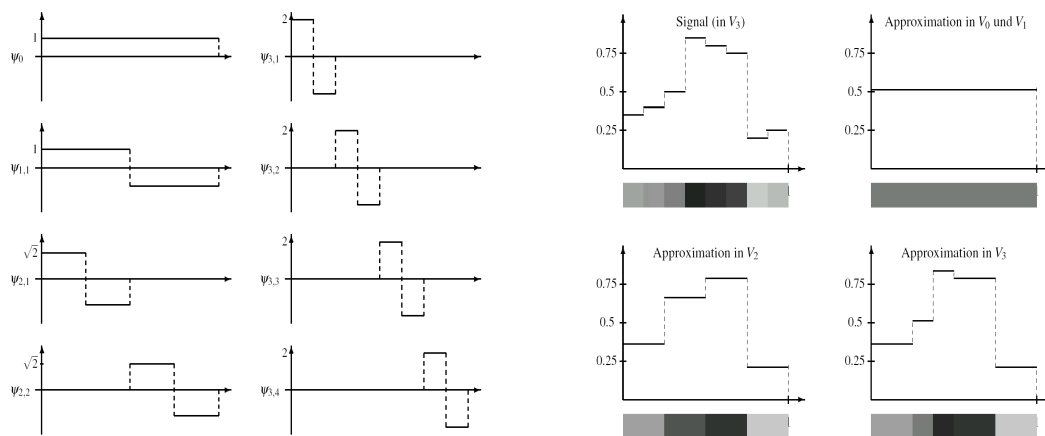 1
ψ0
2
ψ3,1
1
ψ1,1
2
ψ3,2
√2
ψ2,1
2
ψ3,3
√2
ψ2,2
2
ψ3,4
Signal (in V3)
0.75
0.5
0.25
Approximation in V0 und V1
0.75
0.5
0.25
Approximation in V2
0.75
0.5
0.25
Approximation in V3
0.75
0.5
0.25